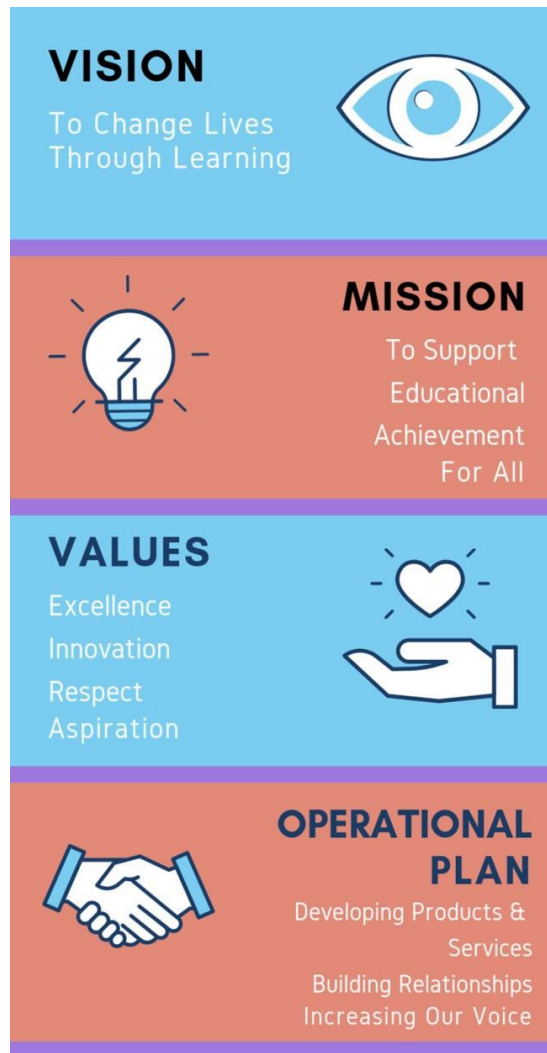 VISION
To Change Lives
Through Learning
MISSION
To Support
Educational
Achievement
For All
VALUES
Excellence
Innovation
Respect
Aspiration
OPERATIONAL
PLAN
Developing Products &
Services
Building Relationships
Increasing Our Voice